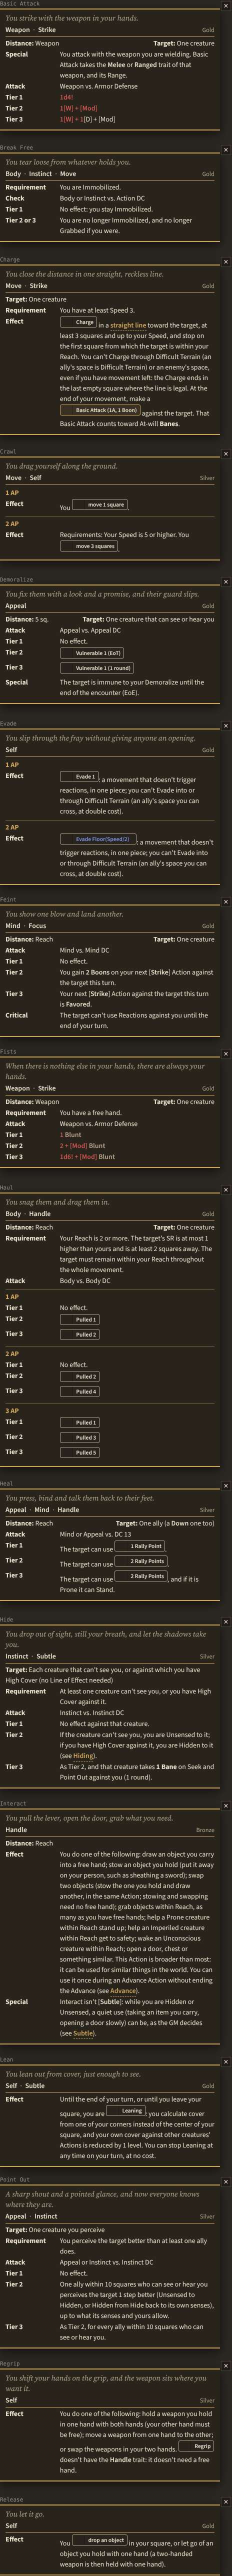 Basic Attack
You strike with the weapon in your hands.
Weapon · Strike Gold
Distance: Weapon Target: One creature
Special You attack with the weapon you are wielding. Basic
Attack takes the Melee or Ranged trait of that
weapon, and its Range.
Attack Weapon vs. Armor Defense
Tier 1 1d4!
Tier 2 1[W] + [Mod]
Tier 3 1[W] + 1[D] + [Mod]
Break Free
You tear loose from whatever holds you.
Body · Instinct · Move Gold
Requirement You are Immobilized.
Check Body or Instinct vs. Action DC
Tier 1 No effect: you stay Immobilized.
Tier 2 or 3 You are no longer Immobilized, and no longer
Grabbed if you were.
Charge
You close the distance in one straight, reckless line.
Move · Strike Gold
Target: One creature
Requirement You have at least Speed 3.
Effect Charge in a straight line toward the target, at
least 3 squares and up to your Speed, and stop on
the first square from which the target is within your
Reach. You can't Charge through Difficult Terrain (an
ally's space is Difficult Terrain) or an enemy's space,
even if you have movement left; the Charge ends in
the last empty square where the line is legal. At the
end of your movement, make a
Basic Attack (1A, 1 Boon) against the target. That
Basic Attack counts toward At-will Banes.
Crawl
You drag yourself along the ground.
Move · Self Silver
1 AP
Effect You move 1 square.
2 AP
Effect Requirements: Your Speed is 5 or higher. You
move 3 squares.
Demoralize
You fix them with a look and a promise, and their guard slips.
Appeal Gold
Distance: 5 sq. Target: One creature that can see or hear you
Attack Appeal vs. Appeal DC
Tier 1 No effect.
Tier 2 Vulnerable 1 (EoT)
Tier 3 Vulnerable 1 (1 round)
Special The target is immune to your Demoralize until the
end of the encounter (EoE).
Evade
You slip through the fray without giving anyone an opening.
Self Gold
1 AP
Effect Evade 1: a movement that doesn't trigger
reactions, in one piece; you can't Evade into or
through Difficult Terrain (an ally's space you can
cross, at double cost).
2 AP
Effect Evade Floor(Speed/2): a movement that doesn't
trigger reactions, in one piece; you can't Evade into
or through Difficult Terrain (an ally's space you can
cross, at double cost).
Feint
You show one blow and land another.
Mind · Focus Gold
Distance: Reach Target: One creature
Attack Mind vs. Mind DC
Tier 1 No effect.
Tier 2 You gain 2 Boons on your next [Strike] Action against
the target this turn.
Tier 3 Your next [Strike] Action against the target this turn
is Favored.
Critical The target can't use Reactions against you until the
end of your turn.
Fists
When there is nothing else in your hands, there are always your
hands.
Weapon · Strike Gold
Distance: Weapon Target: One creature
Requirement You have a free hand.
Attack Weapon vs. Armor Defense
Tier 1 1 Blunt
Tier 2 2 + [Mod] Blunt
Tier 3 1d6! + [Mod] Blunt
Haul
You snag them and drag them in.
Body · Handle Gold
Distance: Reach Target: One creature
Requirement Your Reach is 2 or more. The target's SR is at most 1
higher than yours and is at least 2 squares away. The
target must remain within your Reach throughout
the whole movement.
Attack Body vs. Body DC
1 AP
Tier 1 No effect.
Tier 2 Pulled 1
Tier 3 Pulled 2
2 AP
Tier 1 No effect.
Tier 2 Pulled 2
Tier 3 Pulled 4
3 AP
Tier 1 Pulled 1
Tier 2 Pulled 3
Tier 3 Pulled 5
Heal
You press, bind and talk them back to their feet.
Appeal · Mind · Handle Silver
Distance: Reach Target: One ally (a Down one too)
Attack Mind or Appeal vs. DC 13
Tier 1 The target can use 1 Rally Point.
Tier 2 The target can use 2 Rally Points.
Tier 3 The target can use 2 Rally Points, and if it is
Prone it can Stand.
Hide
You drop out of sight, still your breath, and let the shadows take
you.
Instinct · Subtle Silver
Target: Each creature that can't see you, or against which you have
High Cover (no Line of Effect needed)
Requirement At least one creature can't see you, or you have High
Cover against it.
Attack Instinct vs. Instinct DC
Tier 1 No effect against that creature.
Tier 2 If the creature can't see you, you are Unsensed to it;
if you have High Cover against it, you are Hidden to it
(see Hiding).
Tier 3 As Tier 2, and that creature takes 1 Bane on Seek and
Point Out against you (1 round).
Interact
You pull the lever, open the door, grab what you need.
Handle Bronze
Distance: Reach
Effect You do one of the following: draw an object you carry
into a free hand; stow an object you hold (put it away
on your person, such as sheathing a sword); swap
two objects (stow the one you hold and draw
another, in the same Action; stowing and swapping
need no free hand); grab objects within Reach, as
many as you have free hands; help a Prone creature
within Reach stand up; help an Imperiled creature
within Reach get to safety; wake an Unconscious
creature within Reach; open a door, chest or
something similar. This Action is broader than most:
it can be used for similar things in the world. You can
use it once during an Advance Action without ending
the Advance (see Advance).
Special Interact isn't [Subtle]: while you are Hidden or
Unsensed, a quiet use (taking an item you carry,
opening a door slowly) can be, as the GM decides
(see Subtle).
Lean
You lean out from cover, just enough to see.
Self · Subtle Gold
Effect Until the end of your turn, or until you leave your
square, you are Leaning: you calculate cover
from one of your corners instead of the center of your
square, and your own cover against other creatures'
Actions is reduced by 1 level. You can stop Leaning at
any time on your turn, at no cost.
Point Out
A sharp shout and a pointed glance, and now everyone knows
where they are.
Appeal · Instinct Silver
Target: One creature you perceive
Requirement You perceive the target better than at least one ally
does.
Attack Appeal or Instinct vs. Instinct DC
Tier 1 No effect.
Tier 2 One ally within 10 squares who can see or hear you
perceives the target 1 step better (Unsensed to
Hidden, or Hidden from Hide back to its own senses),
up to what its senses and yours allow.
Tier 3 As Tier 2, for every ally within 10 squares who can
see or hear you.
Regrip
You shift your hands on the grip, and the weapon sits where you
want it.
Self Silver
Effect You do one of the following: hold a weapon you hold
in one hand with both hands (your other hand must
be free); move a weapon from one hand to the other;
or swap the weapons in your two hands. Regrip
doesn't have the Handle trait: it doesn't need a free
hand.
Release
You let it go.
Self Gold
Effect You drop an object in your square, or let go of an
object you hold with one hand (a two-handed
weapon is then held with one hand).